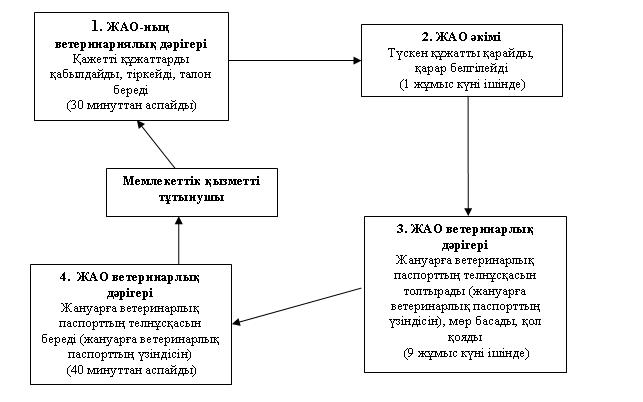 1. ЖАО-ның
ветеринариялық дәрігері
Қажетті құжаттарды
қабылдайды, тіркейді, талон
береді
(30 минуттан аспайды)
2. ЖАО әкімі
Түскен құжатты қарайды,
қарар белгілейді
(1 жұмыс күні ішінде)
Мемлекеттік қызметті
тұтынушы
3. ЖАО ветеринарлық
дәрігері
Жануарға ветеринарлық
паспорттың телнұсқасын
толтырады (жануарға
ветеринарлық паспорттың
үзіндісін), мөр басады, қол
қояды
(9 жұмыс күні ішінде)
4. ЖАО ветеринарлық
дәрігері
Жануарға ветеринарлық
паспорттың телнұсқасын
береді (жануарға ветеринарлық
паспорттың үзіндісін)
(40 минуттан аспайды)